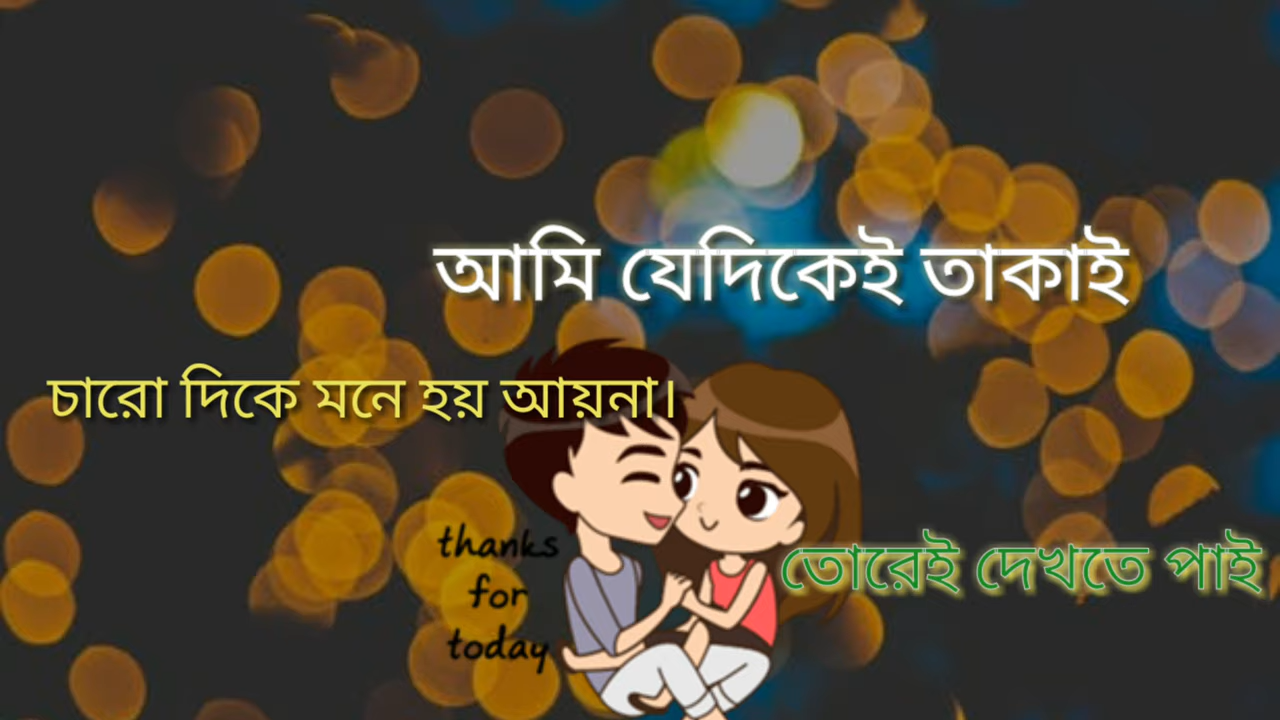 আমি যেদিকেই তাকাই
চারো দিকে মনে হয় আয়না।
তোরেই দেখতে পাই
thanks
for
today